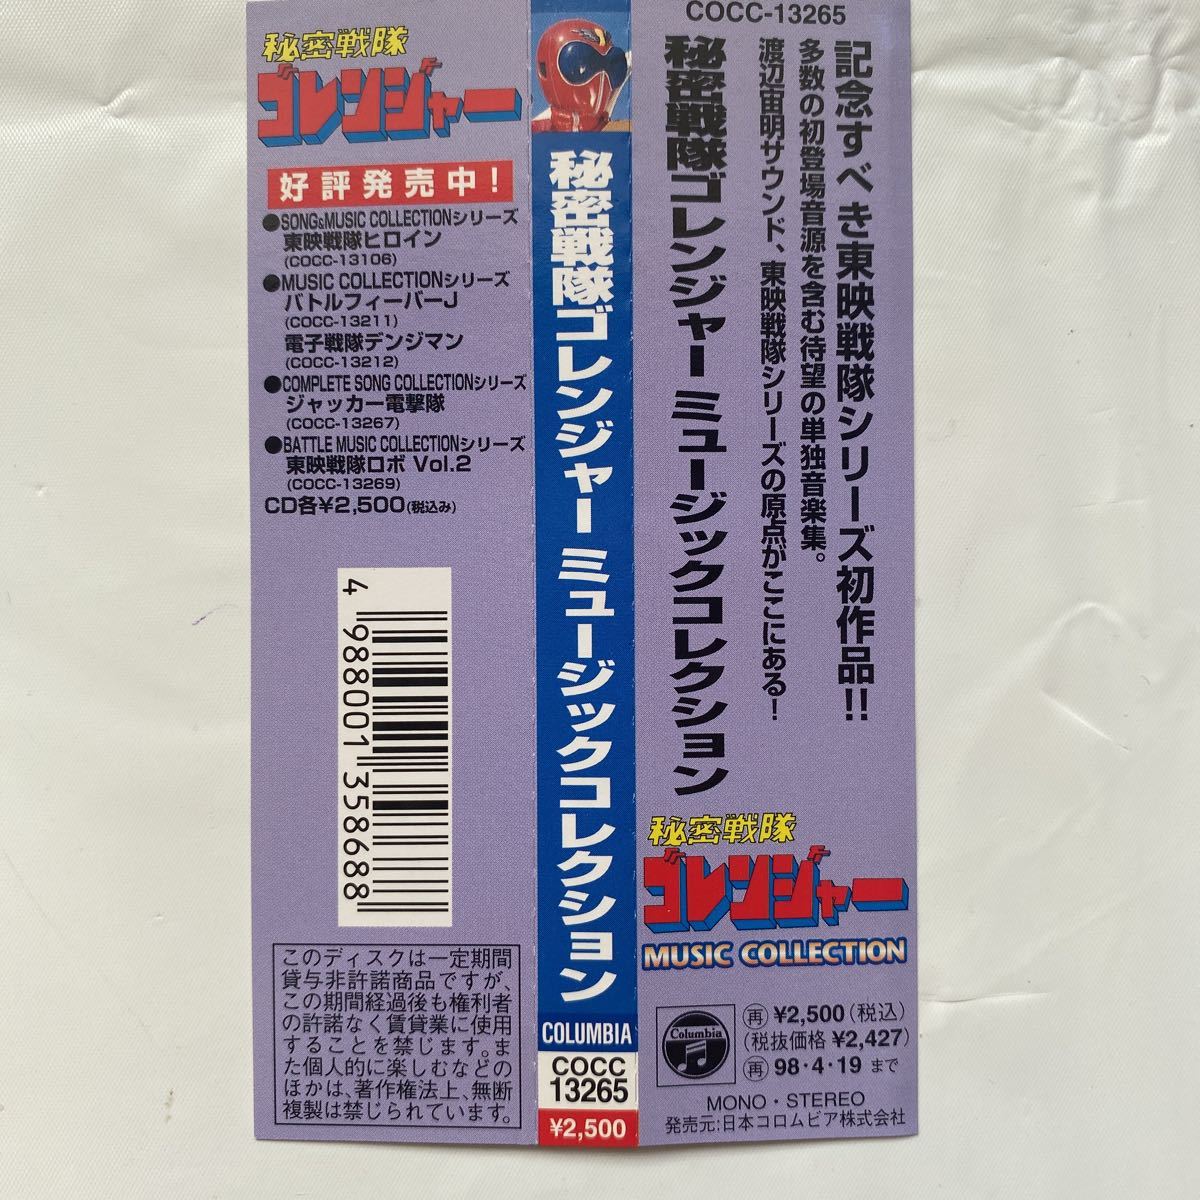 秘密戦隊
ゴレンジャー
好評発売中！
●SONG&MUSIC COLLECTIONシリーズ
東映戦隊ヒロイン
(COCC-13106)
●MUSIC COLLECTIONシリーズ
バトルフィーバーJ
(COCC-13211)
電子戦隊デンジマン
(COCC-13212)
●COMPLETE SONG COLLECTIONシリーズ
ジャッカー電撃隊
(COCC-13267)
●BATTLE MUSIC COLLECTIONシリーズ
東映戦隊ロボ Vol.2
(COCC-13269)
CD各¥2,500(税込み)
4 988001 358688
このディスクは一定期間
貸与非許諾商品ですが、
この期間経過後も権利者
の許諾なく賃貸業に使用
することを禁じます。ま
た個人的に楽しむなどの
ほかは、著作権法上、無断
複製は禁じられています。
秘密戦隊ゴレンジャー ミュージックコレクション
COLUMBIA
COCC
13265
¥2,500
COCC-13265
記念すべき東映戦隊シリーズ初作品!!
多数の初登場音源を含む待望の単独音楽集。
渡辺宙明サウンド、東映戦隊シリーズの原点がここにある！
秘密戦隊ゴレンジャー ミュージックコレクション
秘密戦隊
ゴレンジャー
MUSIC COLLECTION
Columbia
再 ¥2,500(税込)
(税抜価格 ¥2,427)
再 98・4・19 まで
MONO・STEREO
発売元:日本コロムビア株式会社